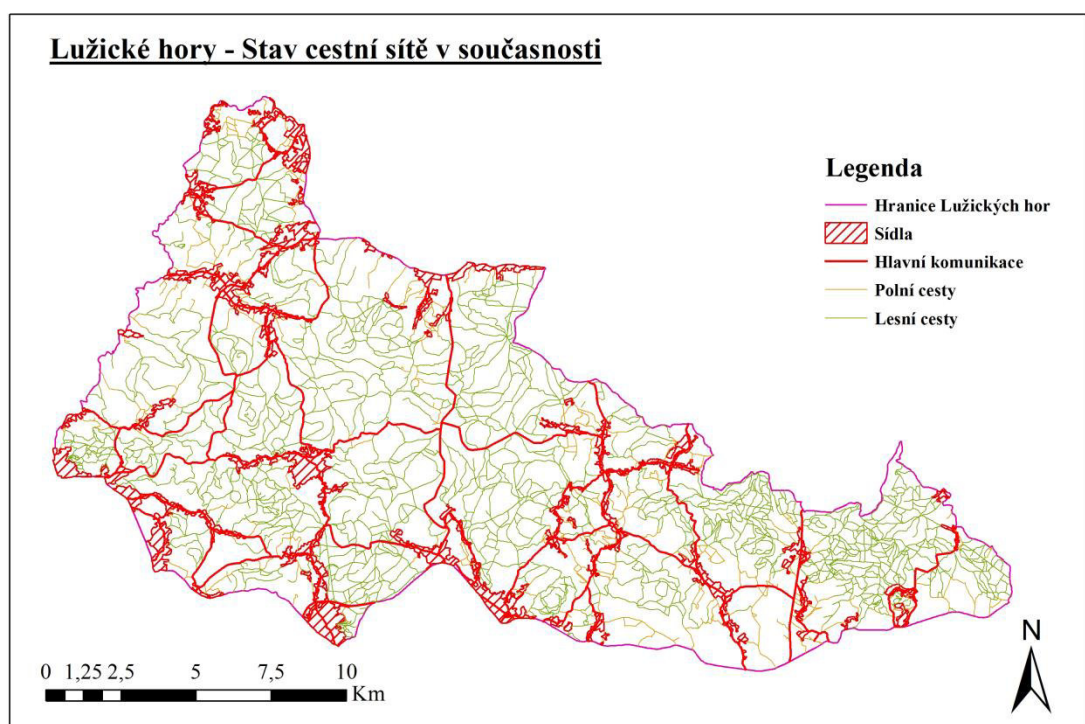 Lužické hory - Stav cestní sítě v současnosti
Legenda
Hranice Lužických hor
Sídla
Hlavní komunikace
Polní cesty
Lesní cesty
N
0 1,25 2,5 5 7,5 10
Km